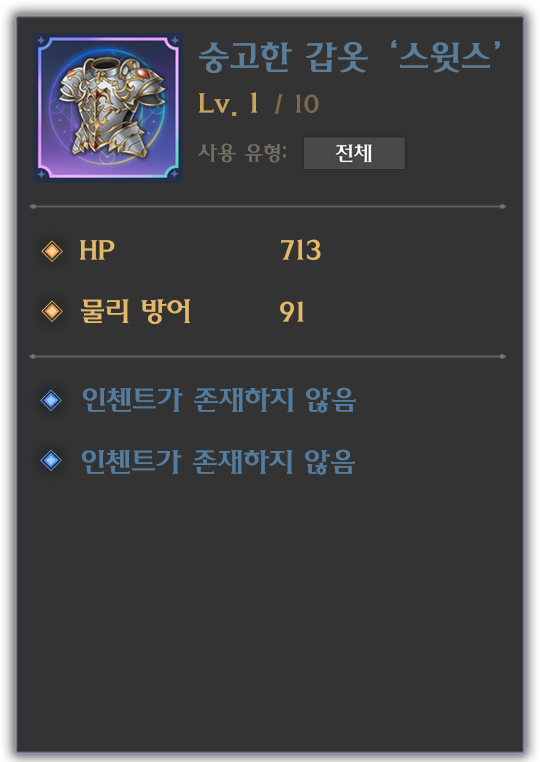 숭고한 갑옷 ‘스윗스’
Lv. 1 / 10
사용 유형: 전체
HP 713
물리 방어 91
인첸트가 존재하지 않음
인첸트가 존재하지 않음